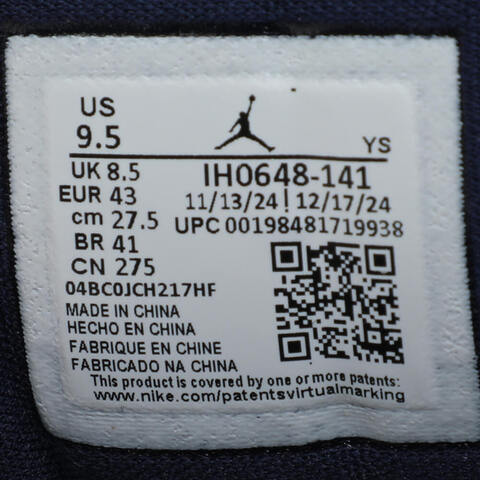 US
9.5
YS
UK 8.5
EUR 43
cm 27.5
BR 41
CN 275
IH0648-141
11/13/24 | 12/17/24
UPC 00198481719938
04BC0JCH217HF
MADE IN CHINA
HECHO EN CHINA
FABRIQUE EN CHINE
FABRICADO NA CHINA
This product is covered by one or more patents:
www.nike.com/patentsvirtualmarking